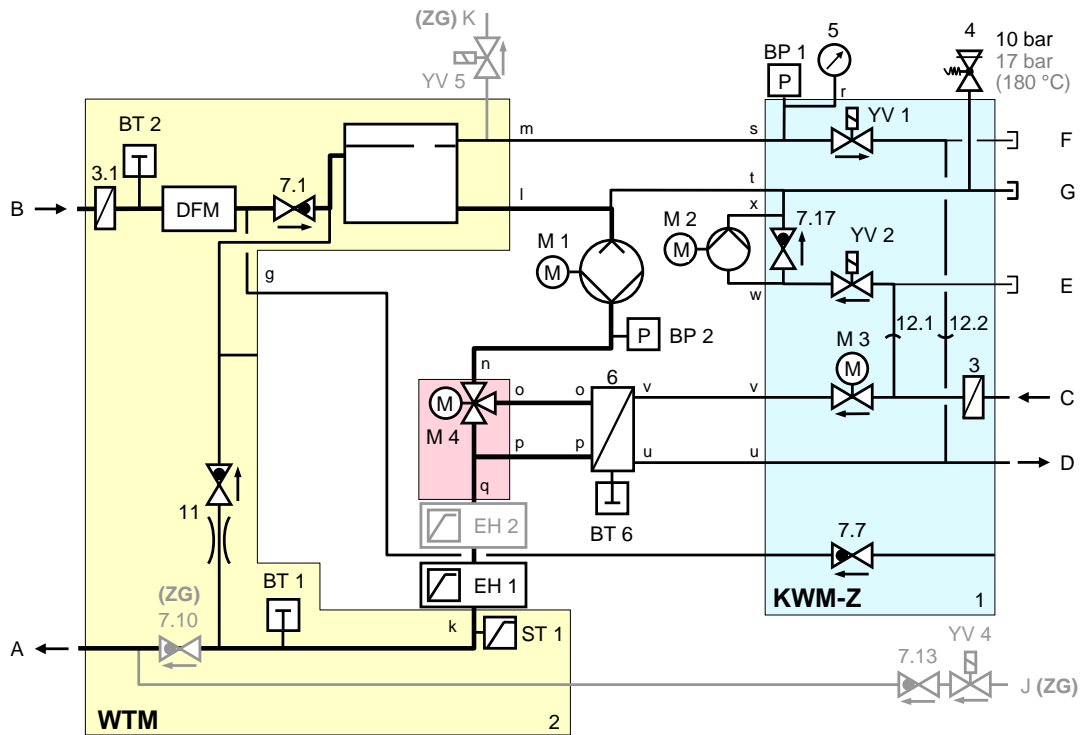 (ZG) K
YV 5
5
4
10 bar
17 bar
(180 °C)
BP 1
P
r
BT 2
m
s
YV 1
F
3.1
7.1
B
DFM
l
t
G
x
M 2
M
7.17
YV 2
M 1
M
g
w
E
12.1
12.2
P
BP 2
M 3
M
n
6
3
M
M 4
o
o
v
v
C
p
p
u
u
D
q
11
EH 2
BT 6
7.7
BT 1
EH 1
KWM-Z
1
(ZG)
7.10
k
ST 1
A
7.13
YV 4
J (ZG)
WTM
2